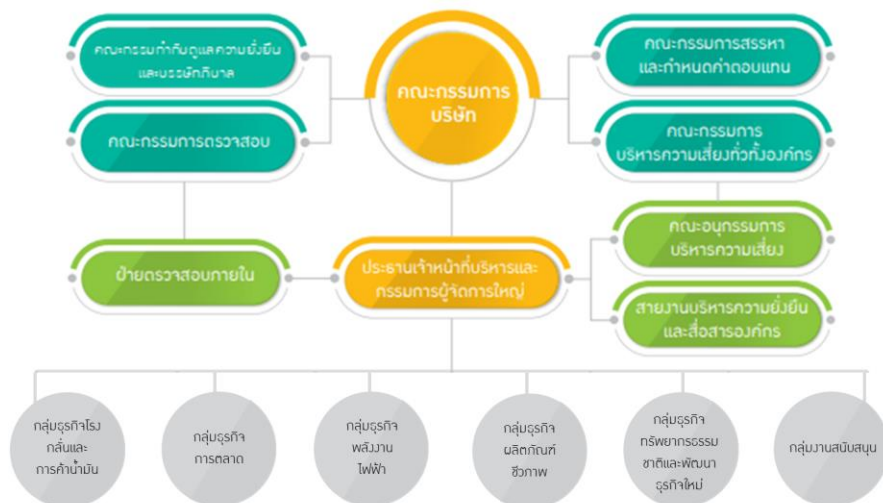 คณะกรรมกำกับดูแลความยั่งยืน
และบรรษัทภิบาล
คณะกรรมการตรวจสอบ
คณะกรรมการ
บริษัท
คณะกรรมการสรรหา
และกำหนดค่าตอบแทน
คณะกรรมการ
บริหารความเสี่ยงทั่วทั้งองค์กร
ฝ่ายตรวจสอบภายใน
ประธานเจ้าหน้าที่บริหารและ
กรรมการผู้จัดการใหญ่
คณะอนุกรรมการ
บริหารความเสี่ยง
สายงานบริหารความยั่งยืน
และสื่อสารองค์กร
กลุ่มธุรกิจโรง
กลั่นและ
การค้าน้ำมัน
กลุ่มธุรกิจ
การตลาด
กลุ่มธุรกิจ
พลังงาน
ไฟฟ้า
กลุ่มธุรกิจ
ผลิตภัณฑ์
ชีวภาพ
กลุ่มธุรกิจ
ทรัพยากรธรรม
ชาติและพัฒนา
ธุรกิจใหม่
กลุ่มงานสนับสนุน